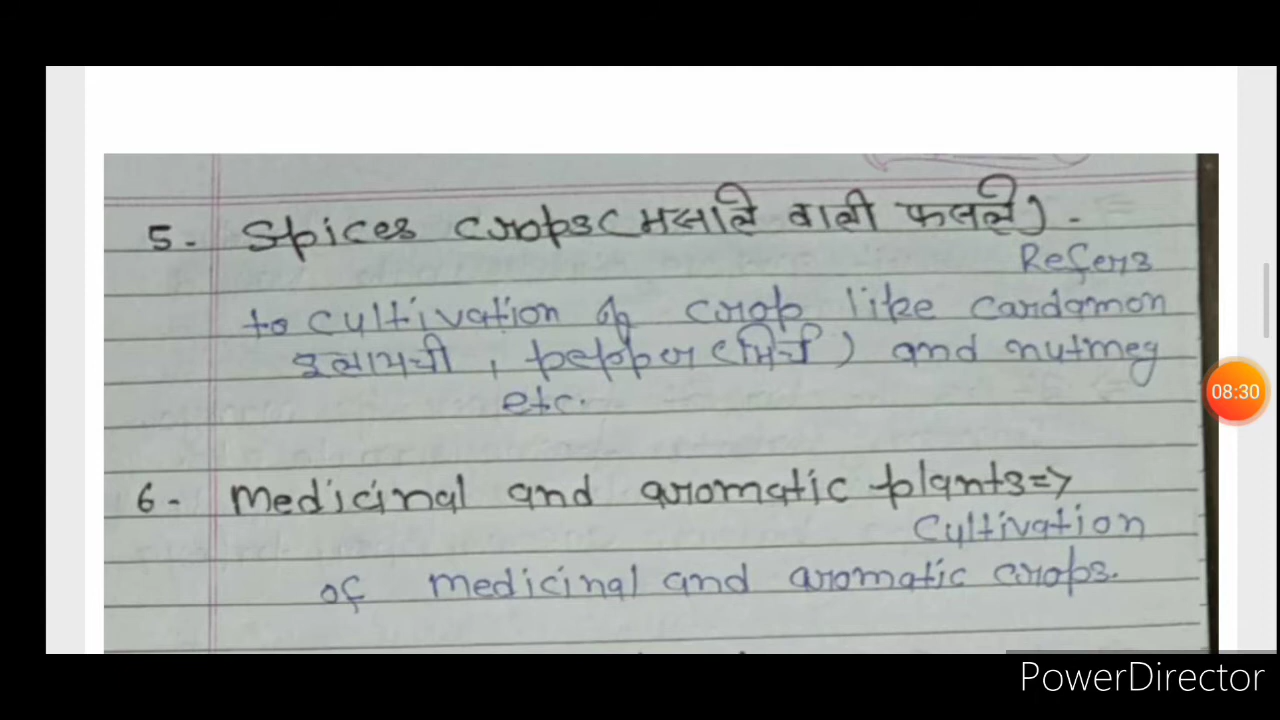 5. Spices crops (मसाले वाली फसले) -
Refers
to cultivation of crop like cardamon
इलायची, pepper (मिर्च) and nutmeg
etc.
08:30
6- Medicinal and aromatic plants=>
Cultivation
of medicinal and aromatic crops.
PowerDirector